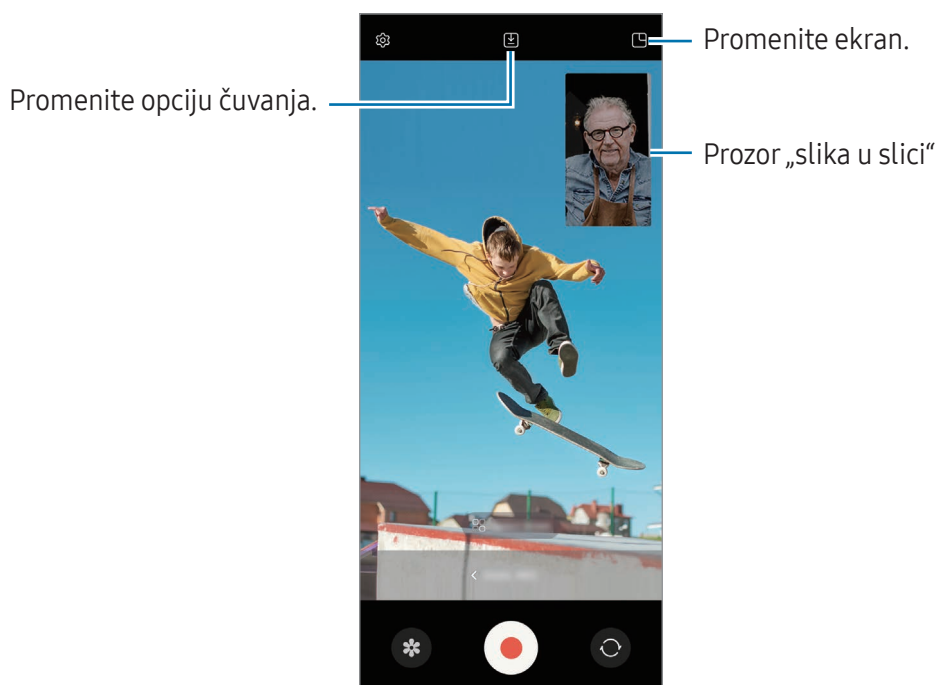 Promenite ekran.
Promenite opciju čuvanja.
Prozor „slika u slici“